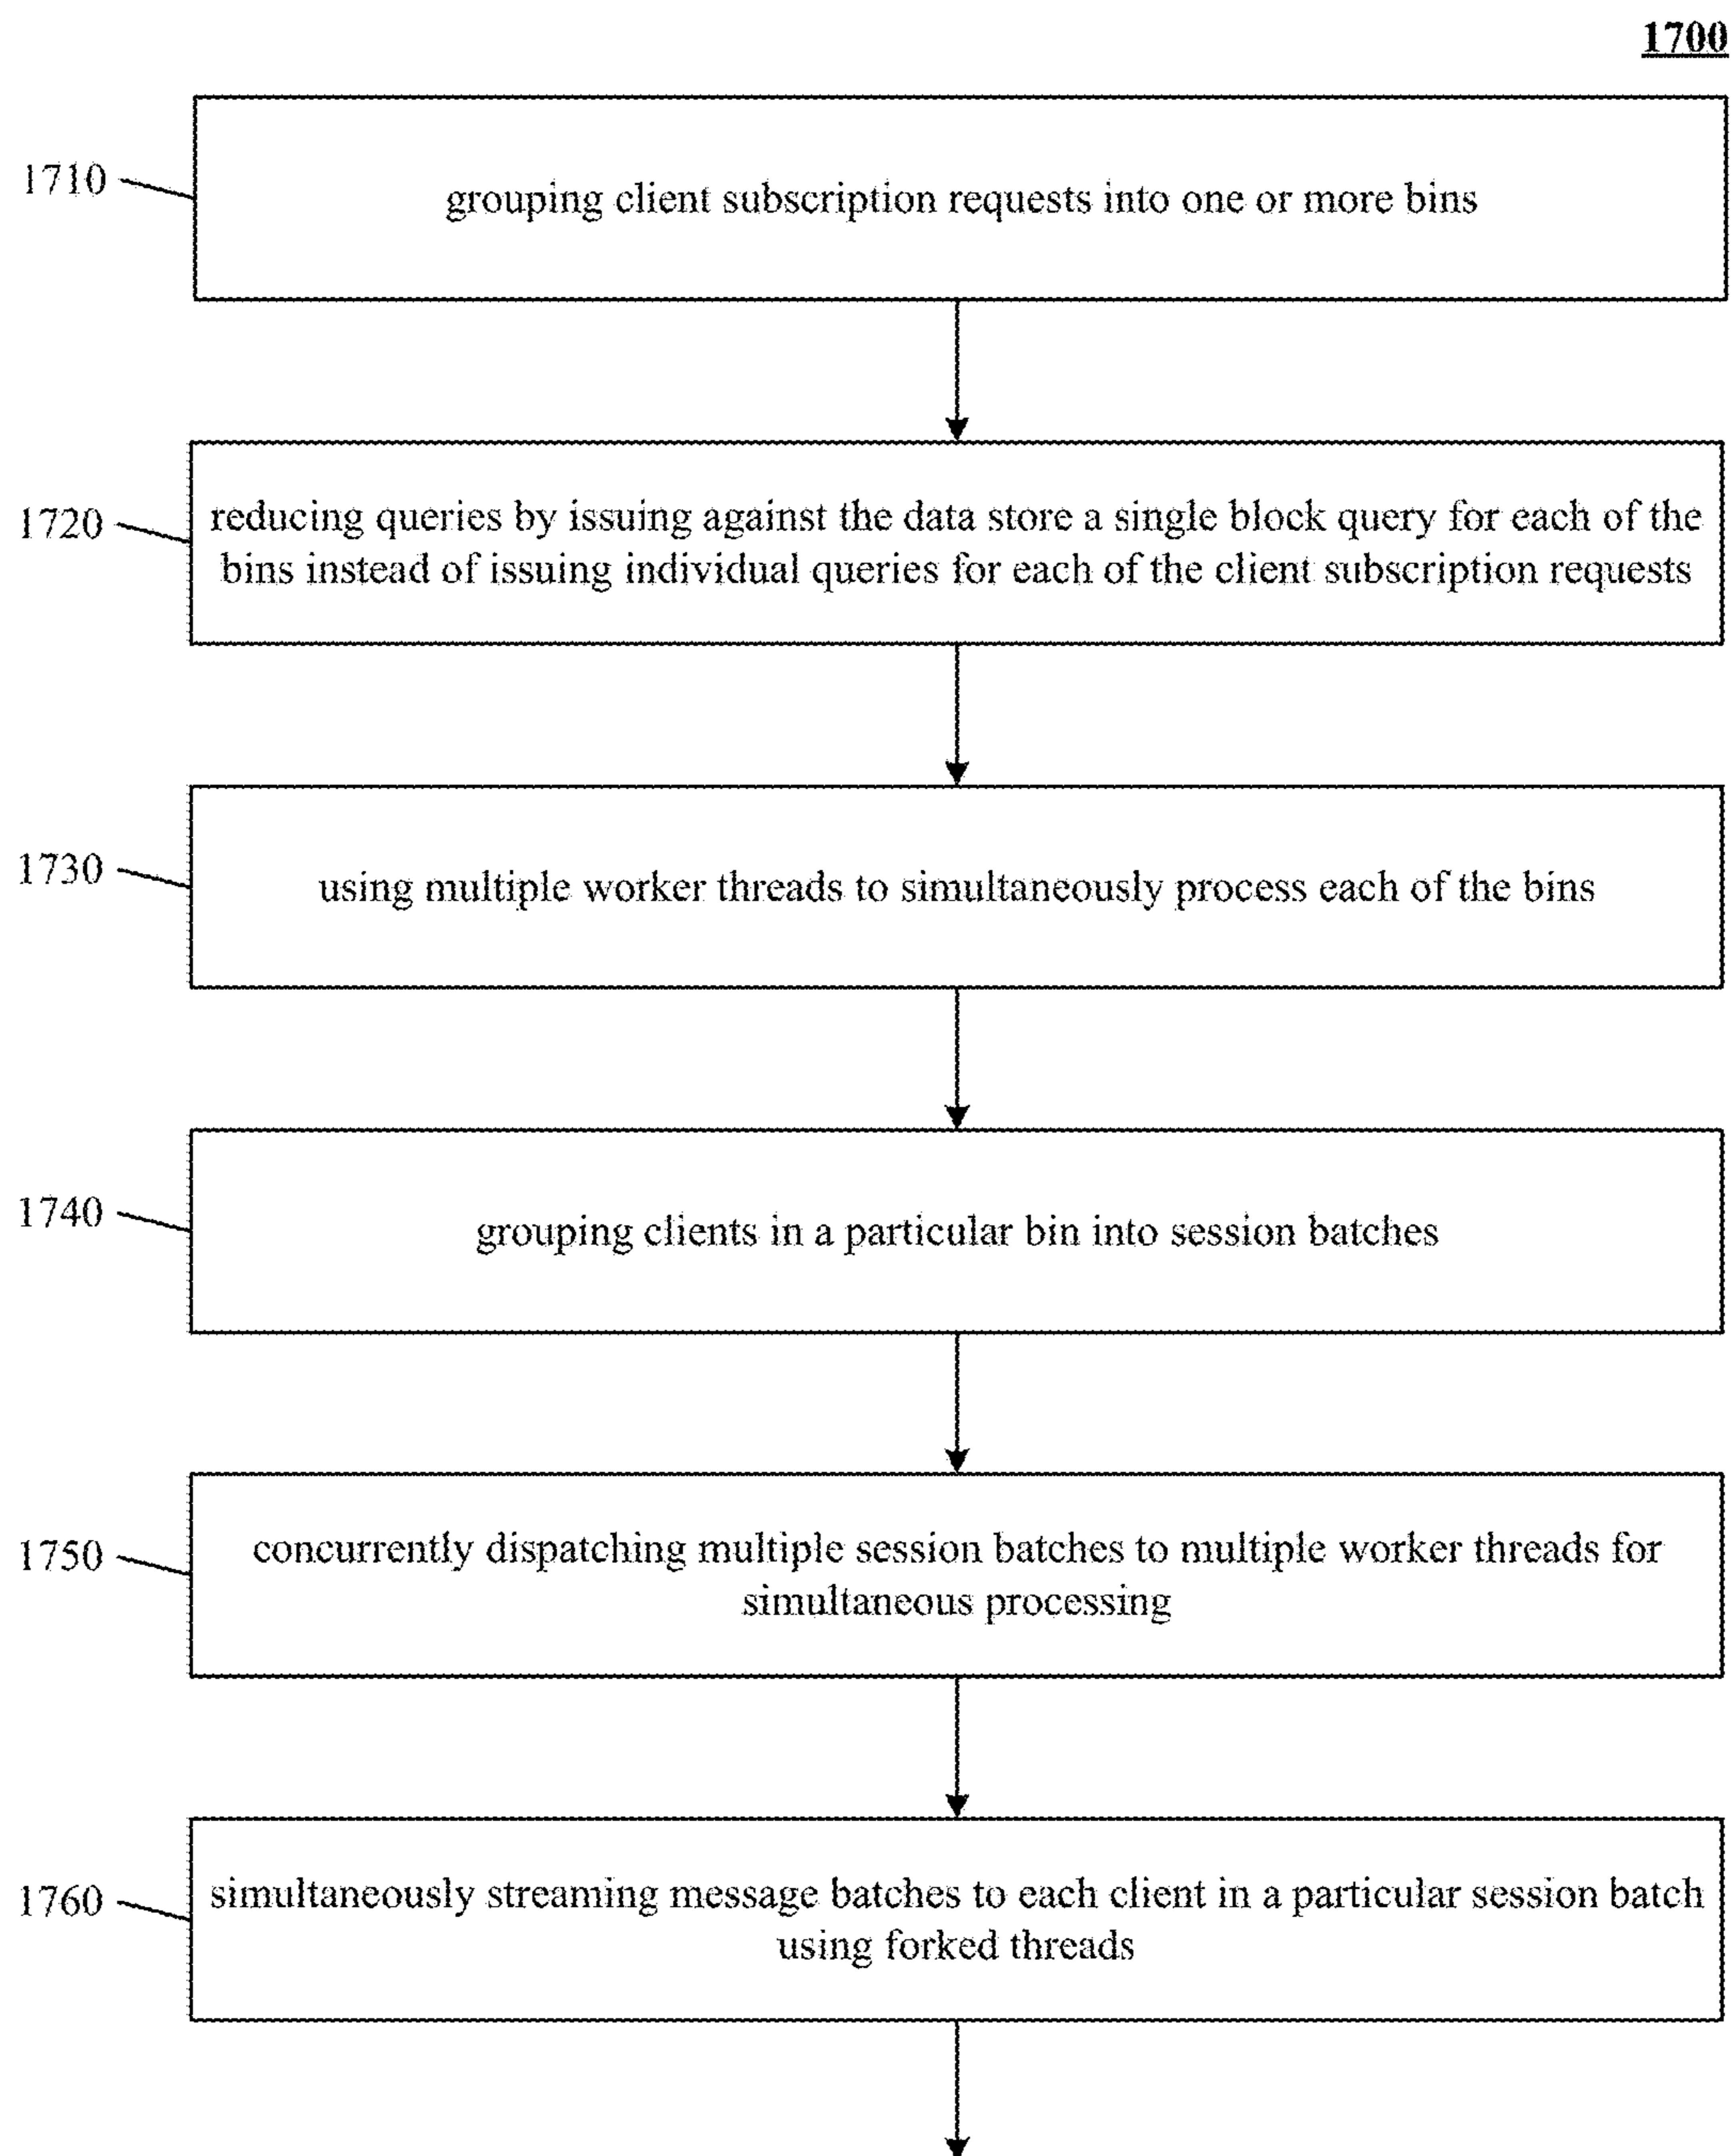 1700
1710
grouping client subscription requests into one or more bins
1720
reducing queries by issuing against the data store a single block query for each of the
bins instead of issuing individual queries for each of the client subscription requests
1730
using multiple worker threads to simultaneously process each of the bins
1740
grouping clients in a particular bin into session batches
1750
concurrently dispatching multiple session batches to multiple worker threads for
simultaneous processing
1760
simultaneously streaming message batches to each client in a particular session batch
using forked threads